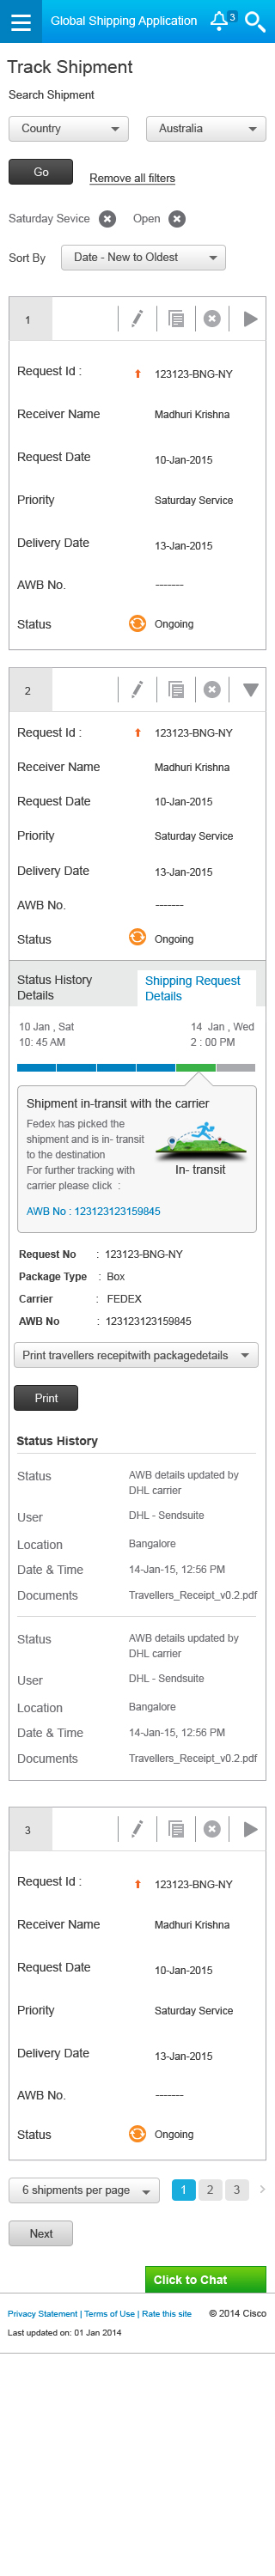 Global Shipping Application 3
Track Shipment
Search Shipment
Country Australia
Go Remove all filters
Saturday Sevice Open
Sort By Date - New to Oldest
1
Request Id : 123123-BNG-NY
Receiver Name Madhuri Krishna
Request Date 10-Jan-2015
Priority Saturday Service
Delivery Date 13-Jan-2015
AWB No. -------
Status Ongoing
2
Request Id : 123123-BNG-NY
Receiver Name Madhuri Krishna
Request Date 10-Jan-2015
Priority Saturday Service
Delivery Date 13-Jan-2015
AWB No. -------
Status Ongoing
Status History Shipping Request
Details Details
10 Jan , Sat 14 Jan , Wed
10: 45 AM 2 : 00 PM
Shipment in-transit with the carrier
Fedex has picked the
shipment and is in- transit
to the destination
For further tracking with In- transit
carrier please click :
AWB No : 123123123159845
Request No : 123123-BNG-NY
Package Type : Box
Carrier : FEDEX
AWB No : 123123123159845
Print travellers recepitwith packagedetails
Print
Status History
Status AWB details updated by
DHL carrier
User DHL - Sendsuite
Location Bangalore
Date & Time 14-Jan-15, 12:56 PM
Documents Travellers_Receipt_v0.2.pdf
Status AWB details updated by
DHL carrier
User DHL - Sendsuite
Location Bangalore
Date & Time 14-Jan-15, 12:56 PM
Documents Travellers_Receipt_v0.2.pdf
3
Request Id : 123123-BNG-NY
Receiver Name Madhuri Krishna
Request Date 10-Jan-2015
Priority Saturday Service
Delivery Date 13-Jan-2015
AWB No. -------
Status Ongoing
6 shipments per page 1 2 3
Next
Click to Chat
Privacy Statement | Terms of Use | Rate this site © 2014 Cisco
Last updated on: 01 Jan 2014